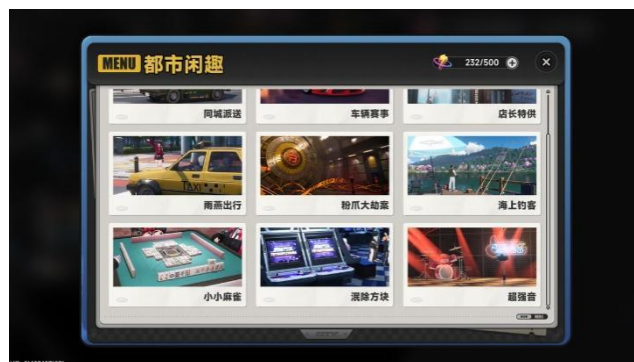 MENU 都市闲趣
232/500
同城派送
车辆赛事
店长特供
TAXI
雨燕出行
粉爪大劫案
海上钓客
小小麻雀
混除方块
超强音